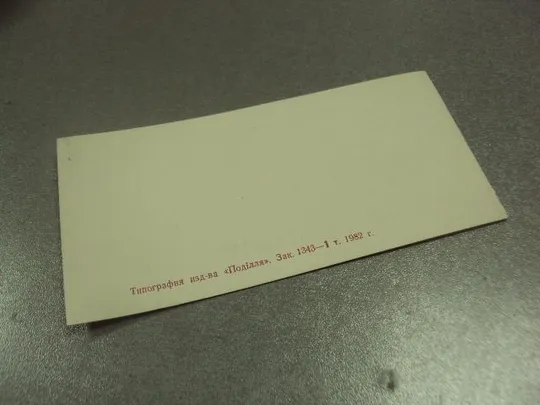 Типография изд-ва «Поділля». Зак. 1343—1 т. 1982 г.